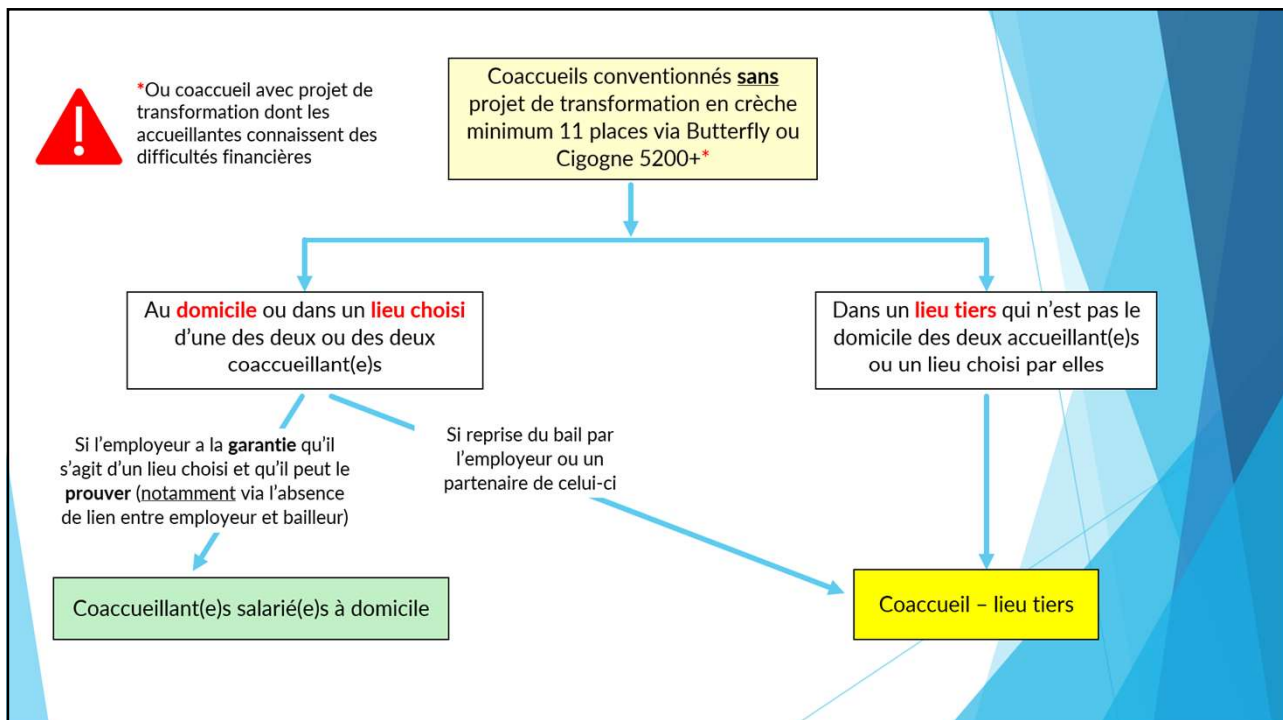 *Ou coaccueil avec projet de
transformation dont les
accueillantes connaissent des
difficultés financières
Coaccueils conventionnés sans
projet de transformation en crèche
minimum 11 places via Butterfly ou
Cigogne 5200+*
Au domicile ou dans un lieu choisi
d’une des deux ou des deux
coaccueillant(e)s
Dans un lieu tiers qui n’est pas le
domicile des deux accueillant(e)s
ou un lieu choisi par elles
Si l’employeur a la garantie qu’il
s’agit d’un lieu choisi et qu’il peut le
prouver (notamment via l’absence
de lien entre employeur et bailleur)
Si reprise du bail par
l’employeur ou un
partenaire de celui-ci
Coaccueillant(e)s salarié(e)s à domicile
Coaccueil – lieu tiers